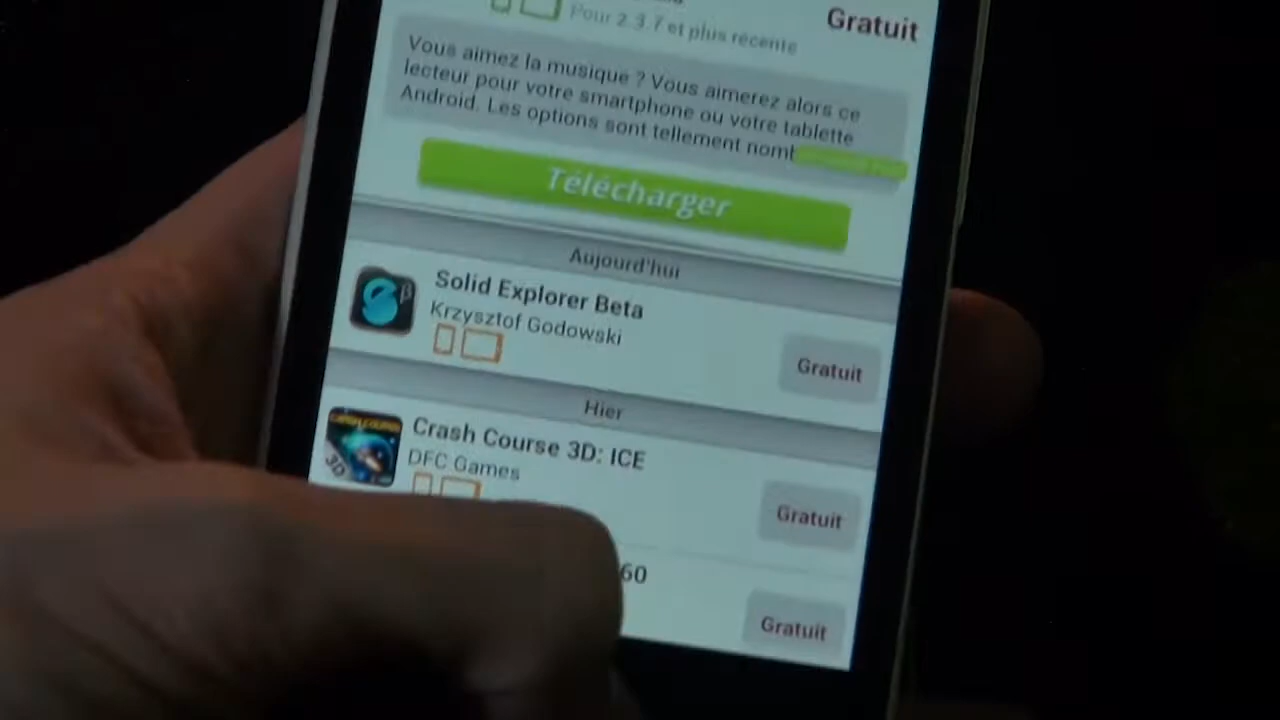 Pour 2.3.7 et plus récente
Gratuit
Vous aimez la musique ? Vous aimerez alors ce
lecteur pour votre smartphone ou votre tablette
Android. Les options sont tellement nomb
Télécharger
Aujourd'hui
Solid Explorer Beta
Krzysztof Godowski
Gratuit
Hier
Crash Course 3D: ICE
DFC Games
3D
Gratuit
60
Gratuit